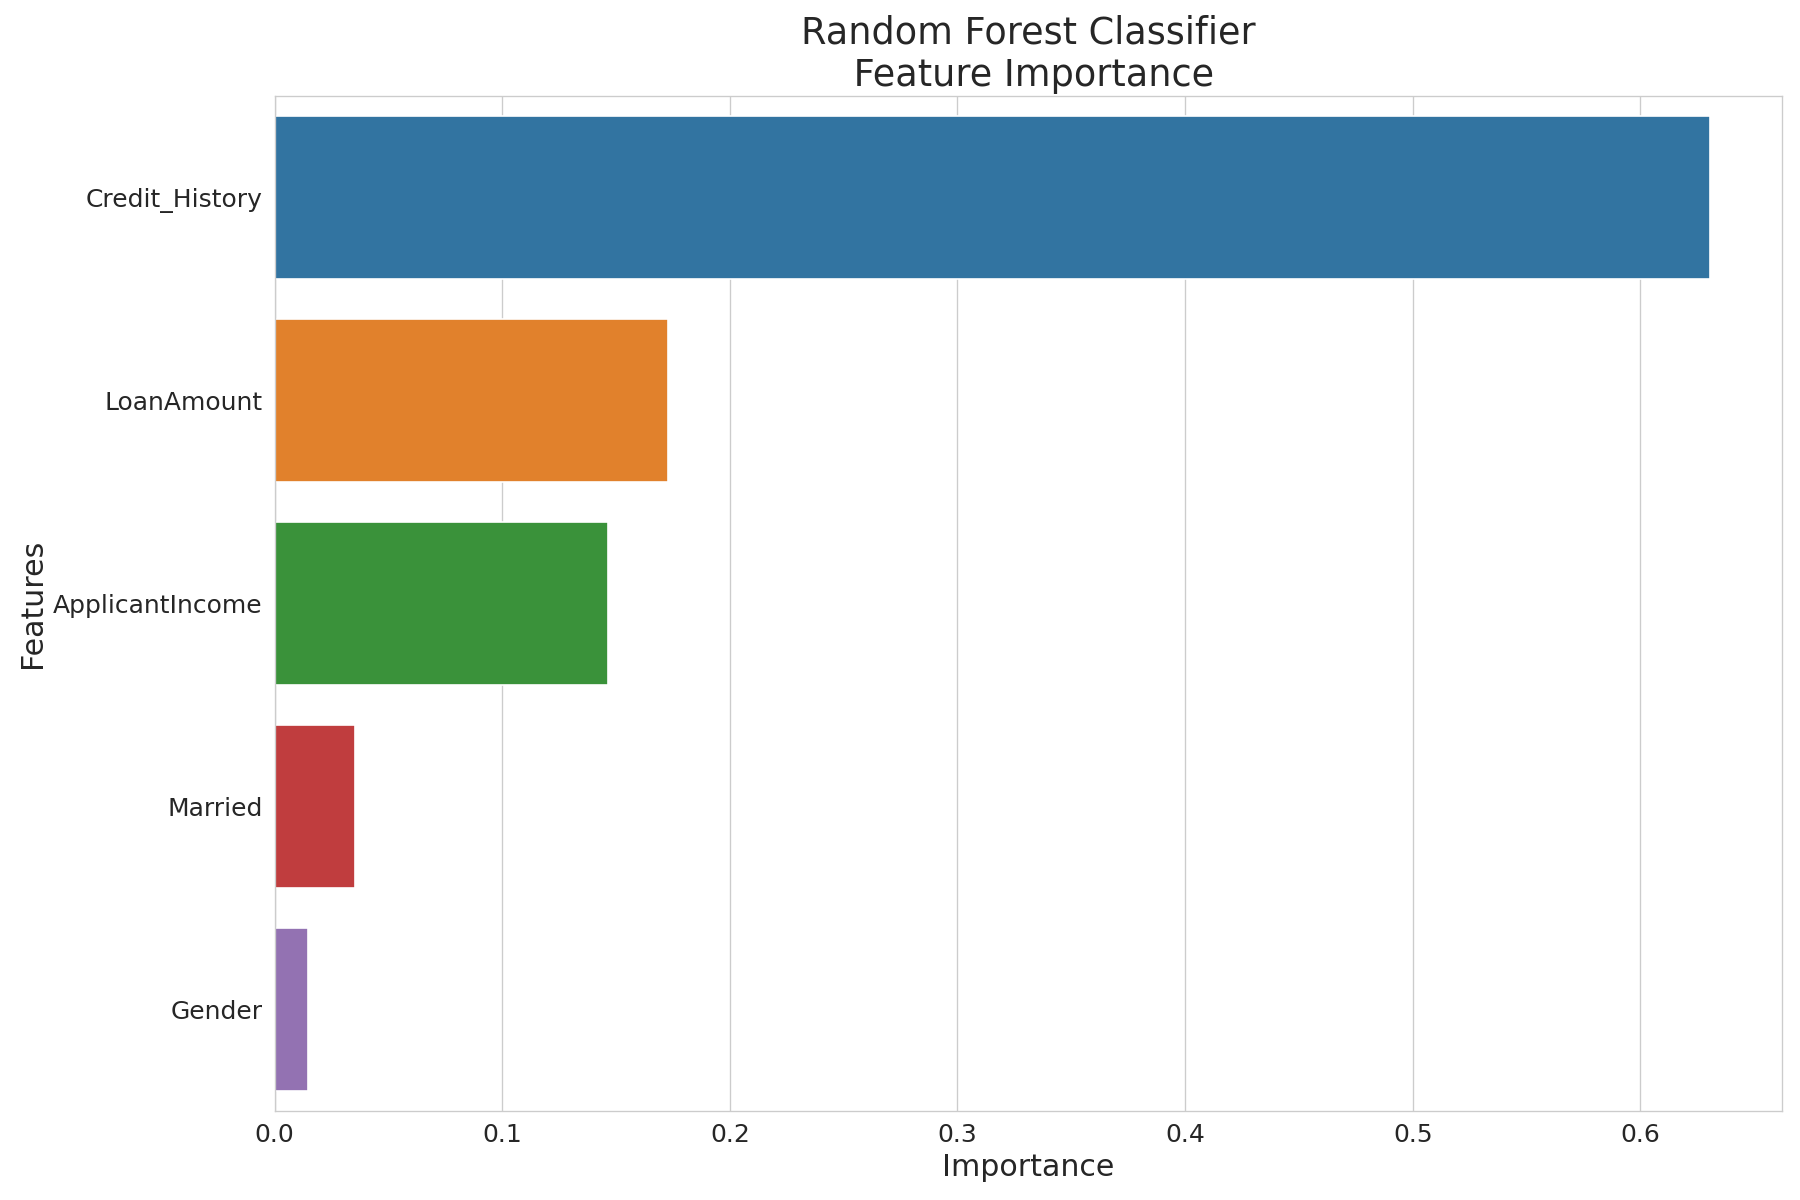 Random Forest Classifier
Feature Importance
Credit_History
LoanAmount
ApplicantIncome
Married
Gender
Features
0.0 0.1 0.2 0.3 0.4 0.5 0.6
Importance